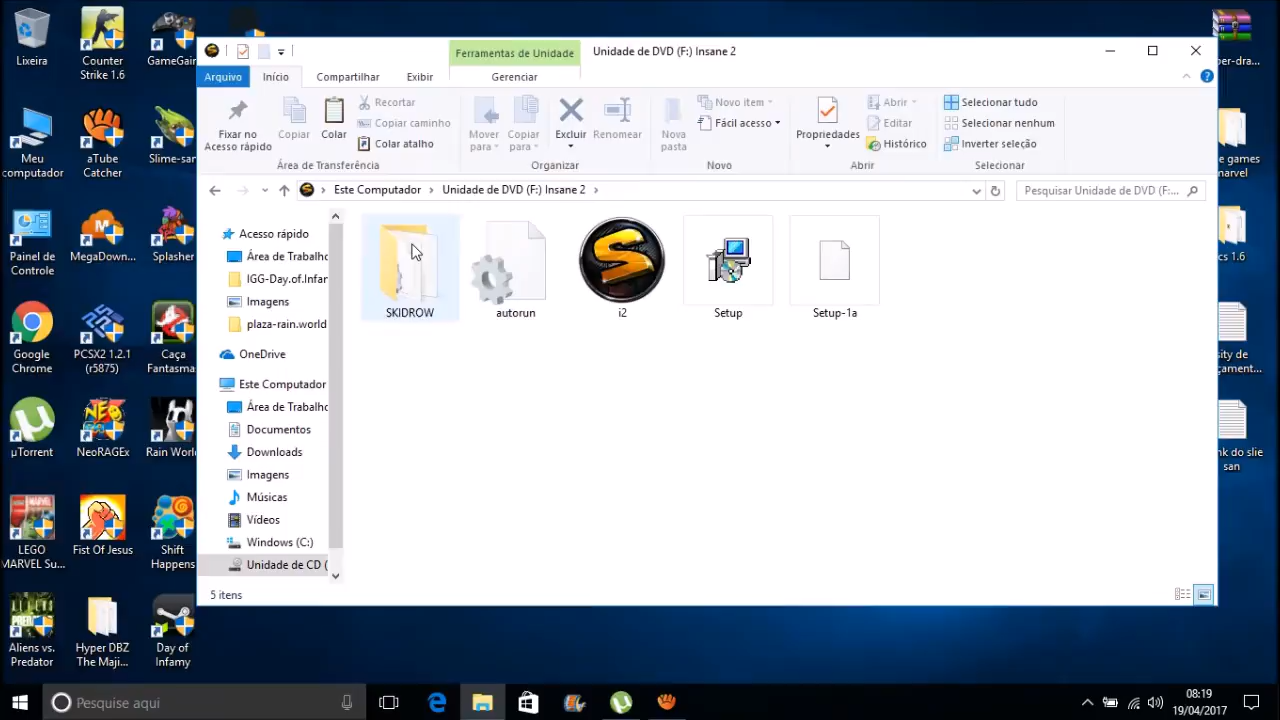 Lixeira
Counter
Strike 1.6
GameGain
Meu
computador
aTube
Catcher
Slime-san
Painel de
Controle
MegaDown...
Splasher
Google
Chrome
PCSX2 1.2.1
(r5875)
Caça
Fantasma
µTorrent
NeoRAGEx
Rain Worl
LEGO
MARVEL Su...
Fist Of Jesus
Shift
Happens
Aliens vs.
Predator
Hyper DBZ
The Maji...
Day of
Infamy
Ferramentas de Unidade
Unidade de DVD (F:) Insane 2
Arquivo
Início
Compartilhar
Exibir
Gerenciar
Fixar no
Acesso rápido
Copiar
Colar
Recortar
Copiar caminho
Colar atalho
Área de Transferência
Mover
para
Copiar
para
Excluir
Renomear
Organizar
Nova
pasta
Novo item
Fácil acesso
Novo
Propriedades
Abrir
Editar
Histórico
Abrir
Selecionar tudo
Selecionar nenhum
Inverter seleção
Selecionar
Este Computador
Unidade de DVD (F:) Insane 2
Pesquisar Unidade de DVD (F:...
Acesso rápido
Área de Trabalho
IGG-Day.of.Infar
Imagens
plaza-rain.world
OneDrive
Este Computador
Área de Trabalho
Documentos
Downloads
Imagens
Músicas
Vídeos
Windows (C:)
Unidade de CD (
SKIDROW
autorun
i2
Setup
Setup-1a
5 itens
per-dra...
e games
marvel
cs 1.6
sity de
çament...
nk do slie
san
Pesquise aqui
08:19
19/04/2017